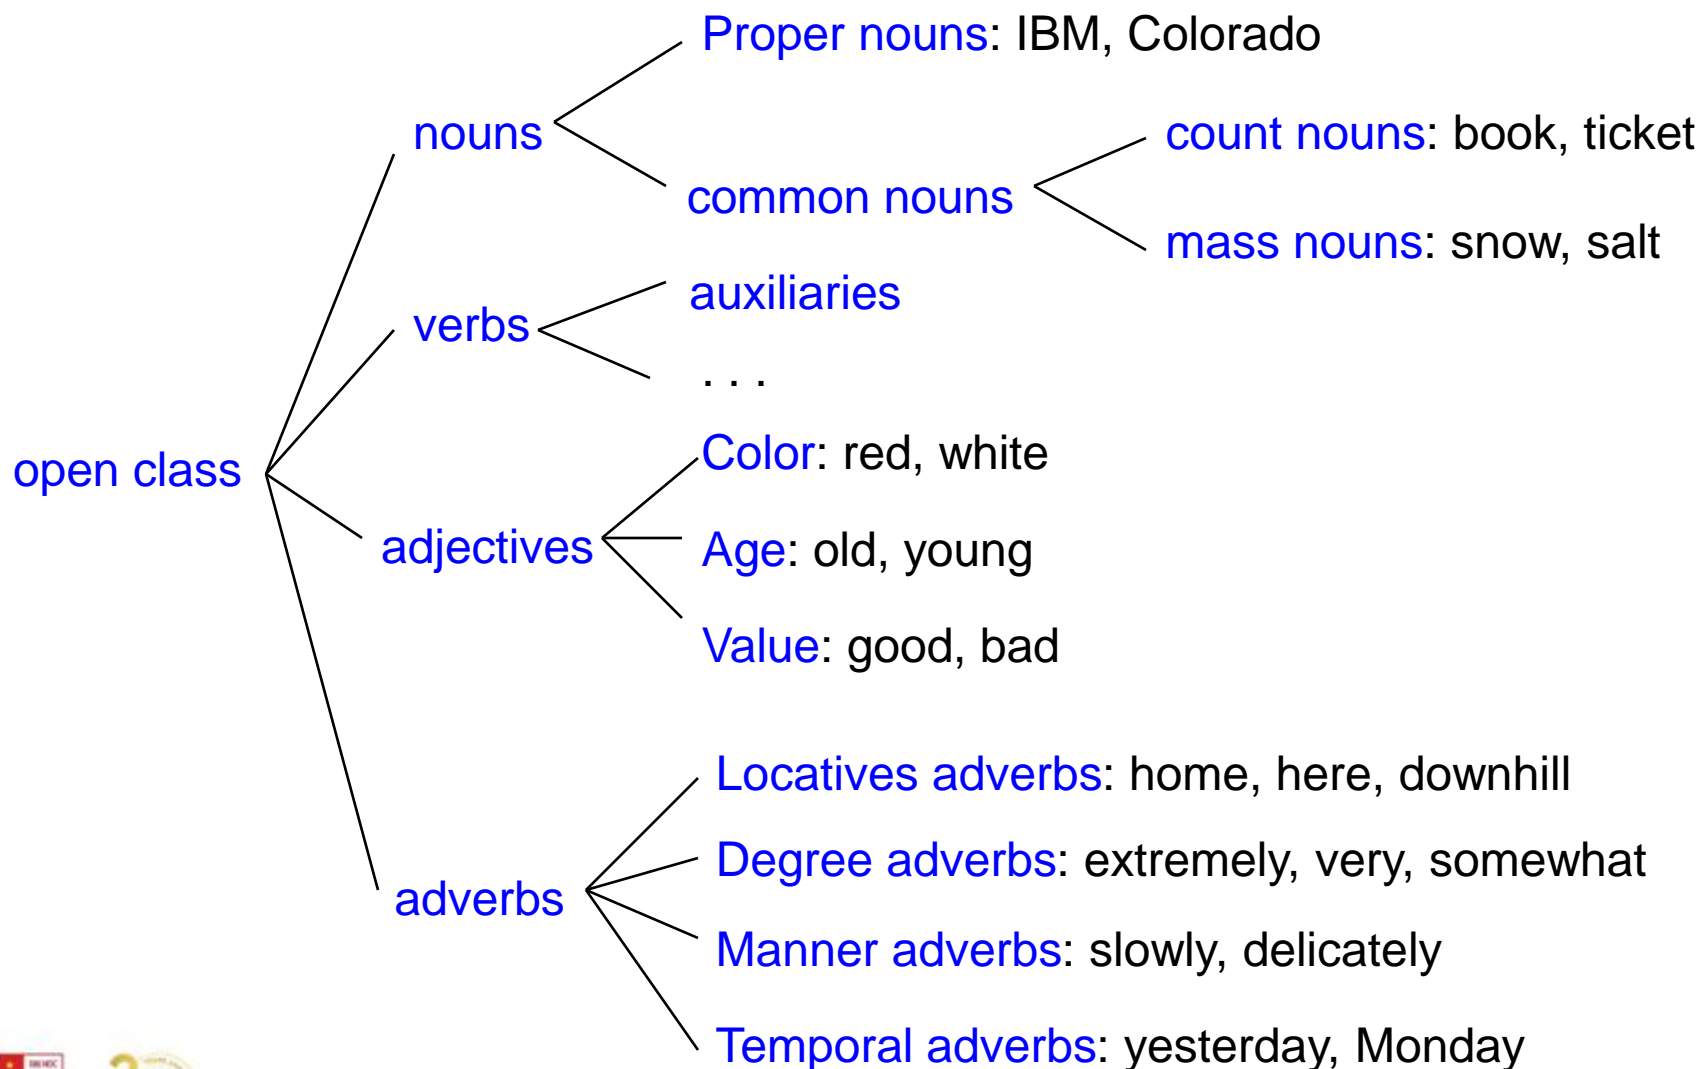 Proper nouns: IBM, Colorado
nouns
count nouns: book, ticket
common nouns
mass nouns: snow, salt
auxiliaries
verbs
. . .
Color: red, white
open class
adjectives
Age: old, young
Value: good, bad
Locatives adverbs: home, here, downhill
Degree adverbs: extremely, very, somewhat
adverbs
Manner adverbs: slowly, delicately
Temporal adverbs: yesterday, Monday